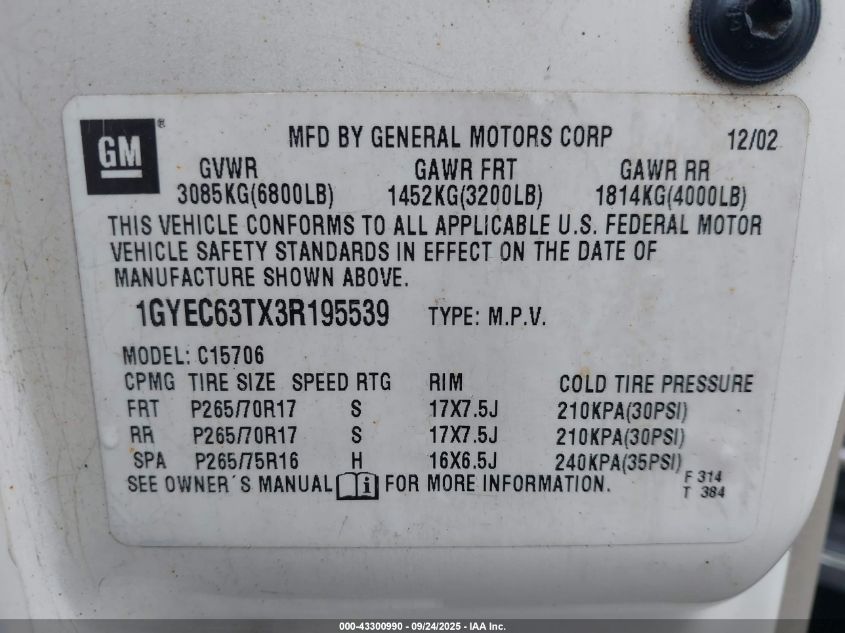 GM ®
MFD BY GENERAL MOTORS CORP 12/02
GVWR GAWR FRT GAWR RR
3085KG(6800LB) 1452KG(3200LB) 1814KG(4000LB)
THIS VEHICLE CONFORMS TO ALL APPLICABLE U.S. FEDERAL MOTOR
VEHICLE SAFETY STANDARDS IN EFFECT ON THE DATE OF
MANUFACTURE SHOWN ABOVE.
1GYEC63TX3R195539 TYPE: M.P.V.
MODEL: C15706
CPMG TIRE SIZE SPEED RTG RIM COLD TIRE PRESSURE
FRT P265/70R17 S 17X7.5J 210KPA(30PSI)
RR P265/70R17 S 17X7.5J 210KPA(30PSI)
SPA P265/75R16 H 16X6.5J 240KPA(35PSI)
SEE OWNER'S MANUAL i FOR MORE INFORMATION.
F 314
T 384
000-43300990 - 09/24/2025 - IAA Inc.